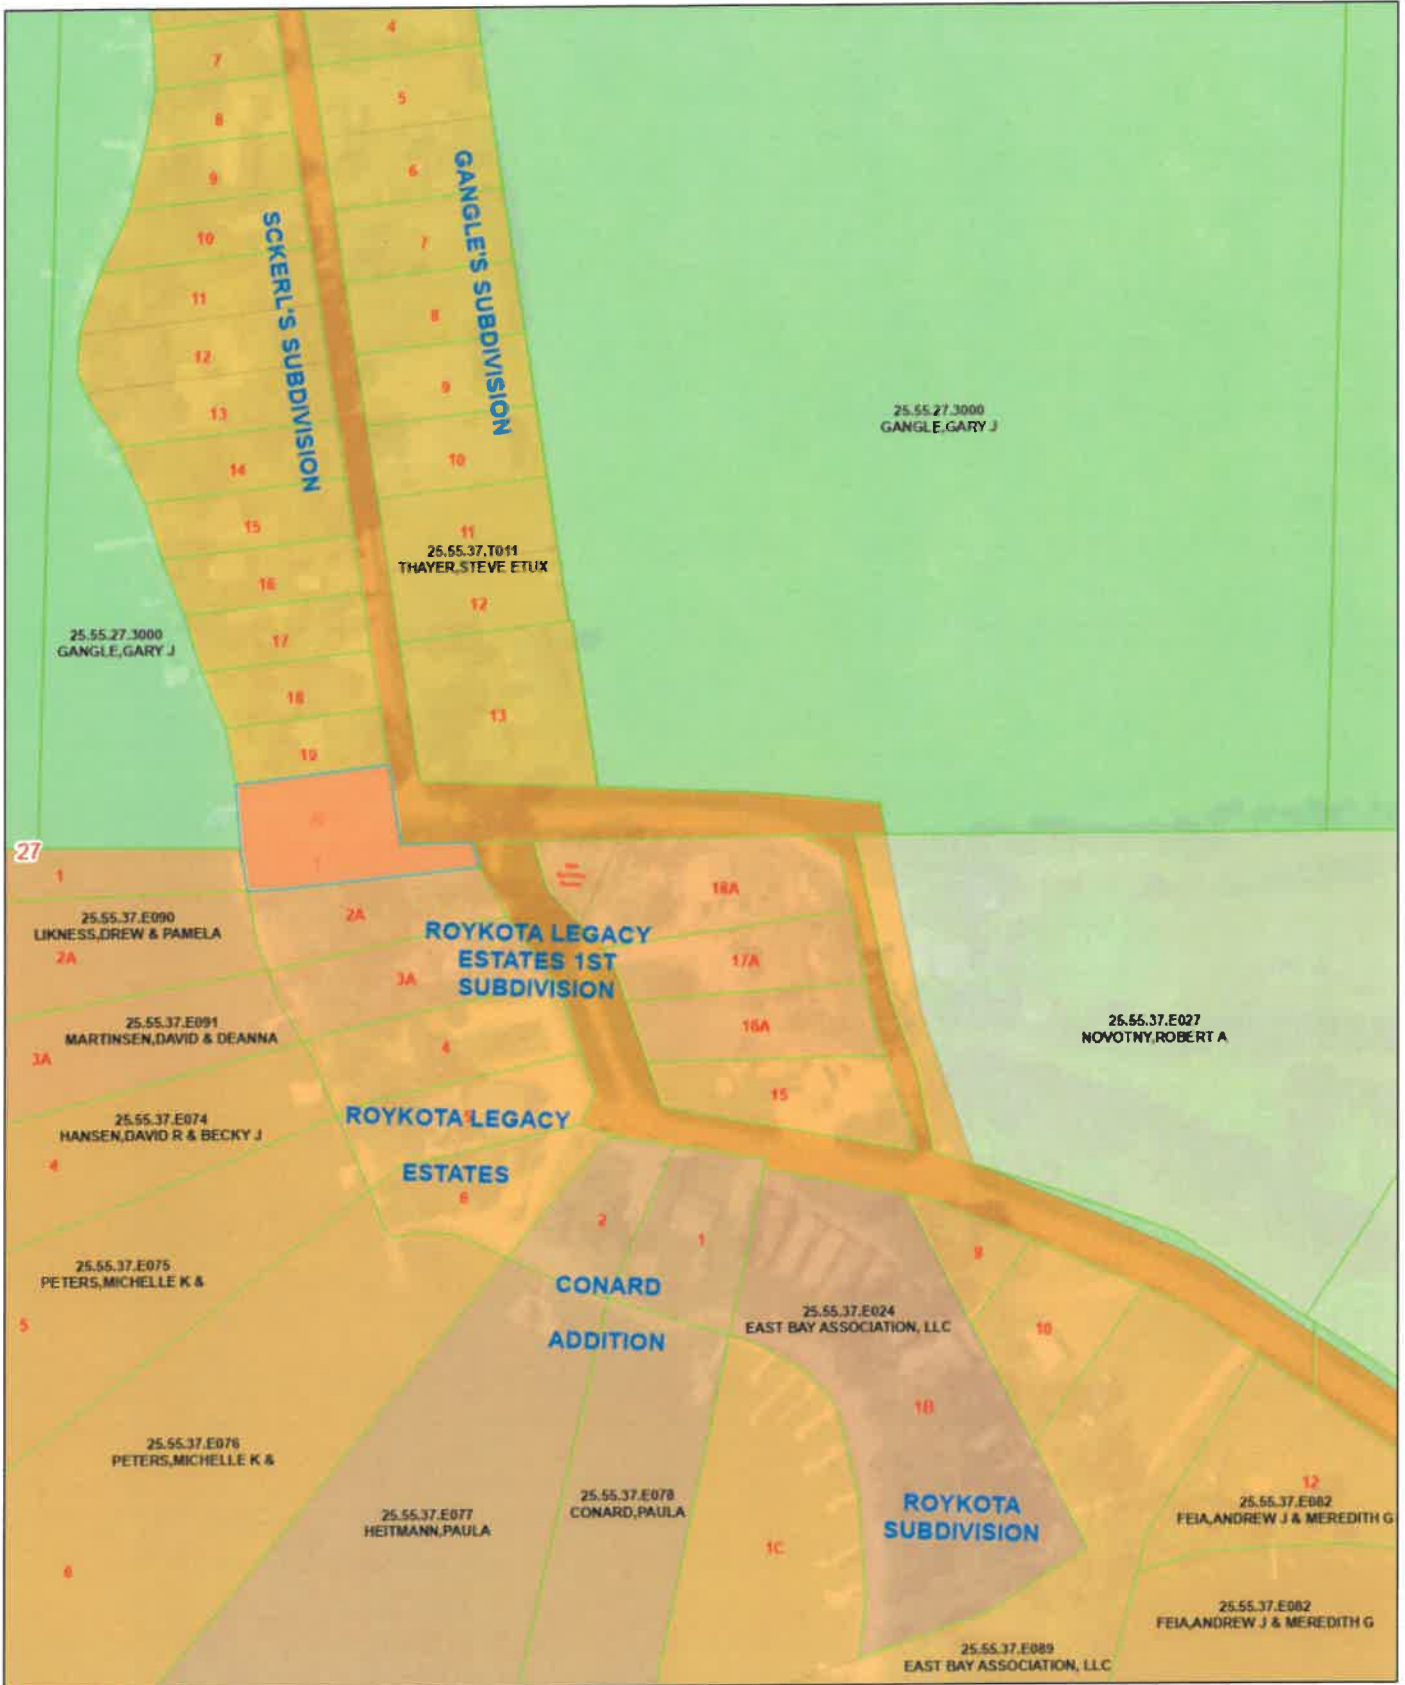 4
7
5
8
6
9
7
10
11
8
12
9
13
10
14
15
11
16
12
17
18
13
19
SCKERL'S SUBDIVISION
GANGLE'S SUBDIVISION
25.55.27.3000
GANGLE,GARY J
25.55.37.T011
THAYER,STEVE ETUX
25.55.27.3000
GANGLE,GARY J
27
1
1
25.55.37.E090
LIKNESS,DREW & PAMELA
2A
2A
ROYKOTA LEGACY
ESTATES 1ST
SUBDIVISION
18A
17A
16A
15
3A
25.55.37.E091
MARTINSEN,DAVID & DEANNA
3A
4
25.55.37.E027
NOVOTNY,ROBERT A
25.55.37.E074
HANSEN,DAVID R & BECKY J
4
ROYKOTA LEGACY
ESTATES
6
2
1
9
25.55.37.E075
PETERS,MICHELLE K &
5
CONARD
ADDITION
25.55.37.E024
EAST BAY ASSOCIATION, LLC
10
1B
25.55.37.E076
PETERS,MICHELLE K &
6
25.55.37.E077
HEITMANN,PAULA
25.55.37.E078
CONARD,PAULA
1C
ROYKOTA
SUBDIVISION
12
25.55.37.E082
FEIA,ANDREW J & MEREDITH G
25.55.37.E082
FEIA,ANDREW J & MEREDITH G
25.55.37.E089
EAST BAY ASSOCIATION, LLC